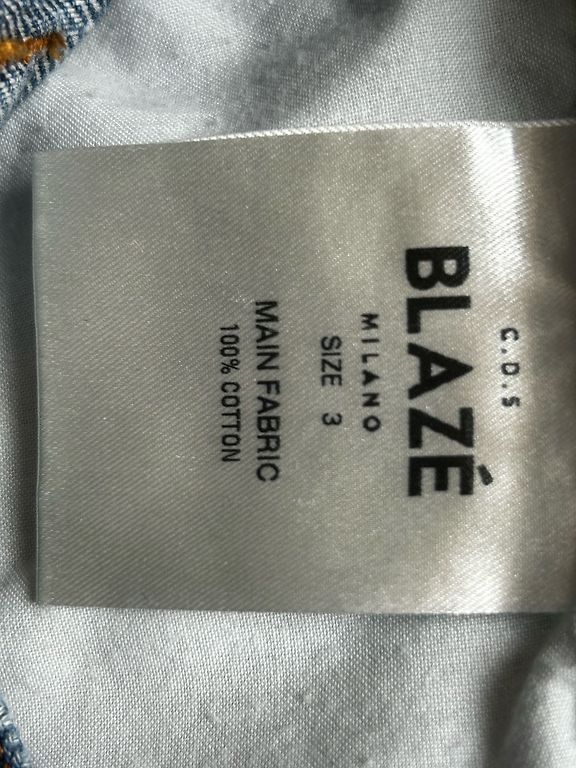 C.D.S
BLAZÉ
MILANO
SIZE 3
MAIN FABRIC
100% COTTON